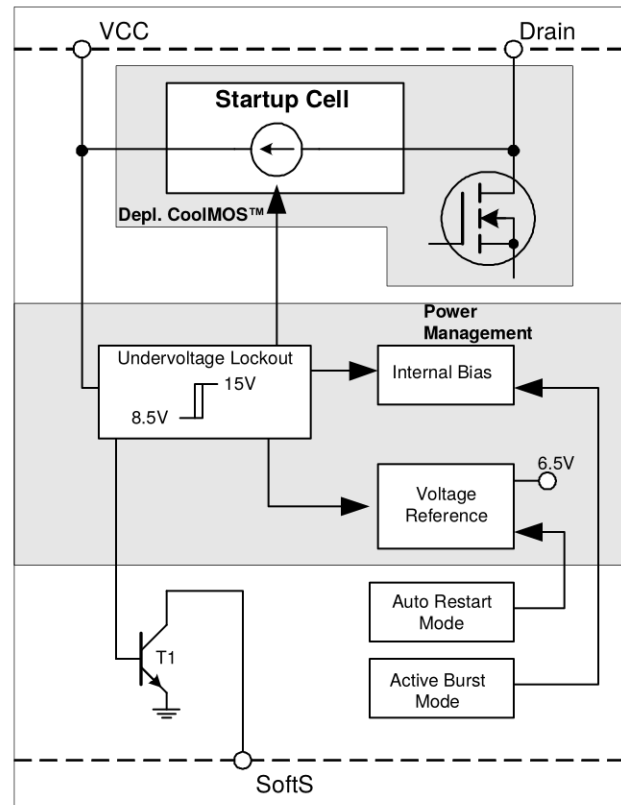 VCC
Drain
Startup Cell
Depl. CoolMOS™
Power
Management
Undervoltage Lockout
15V
8.5V
Internal Bias
6.5V
Voltage
Reference
Auto Restart
Mode
T1
Active Burst
Mode
SoftS